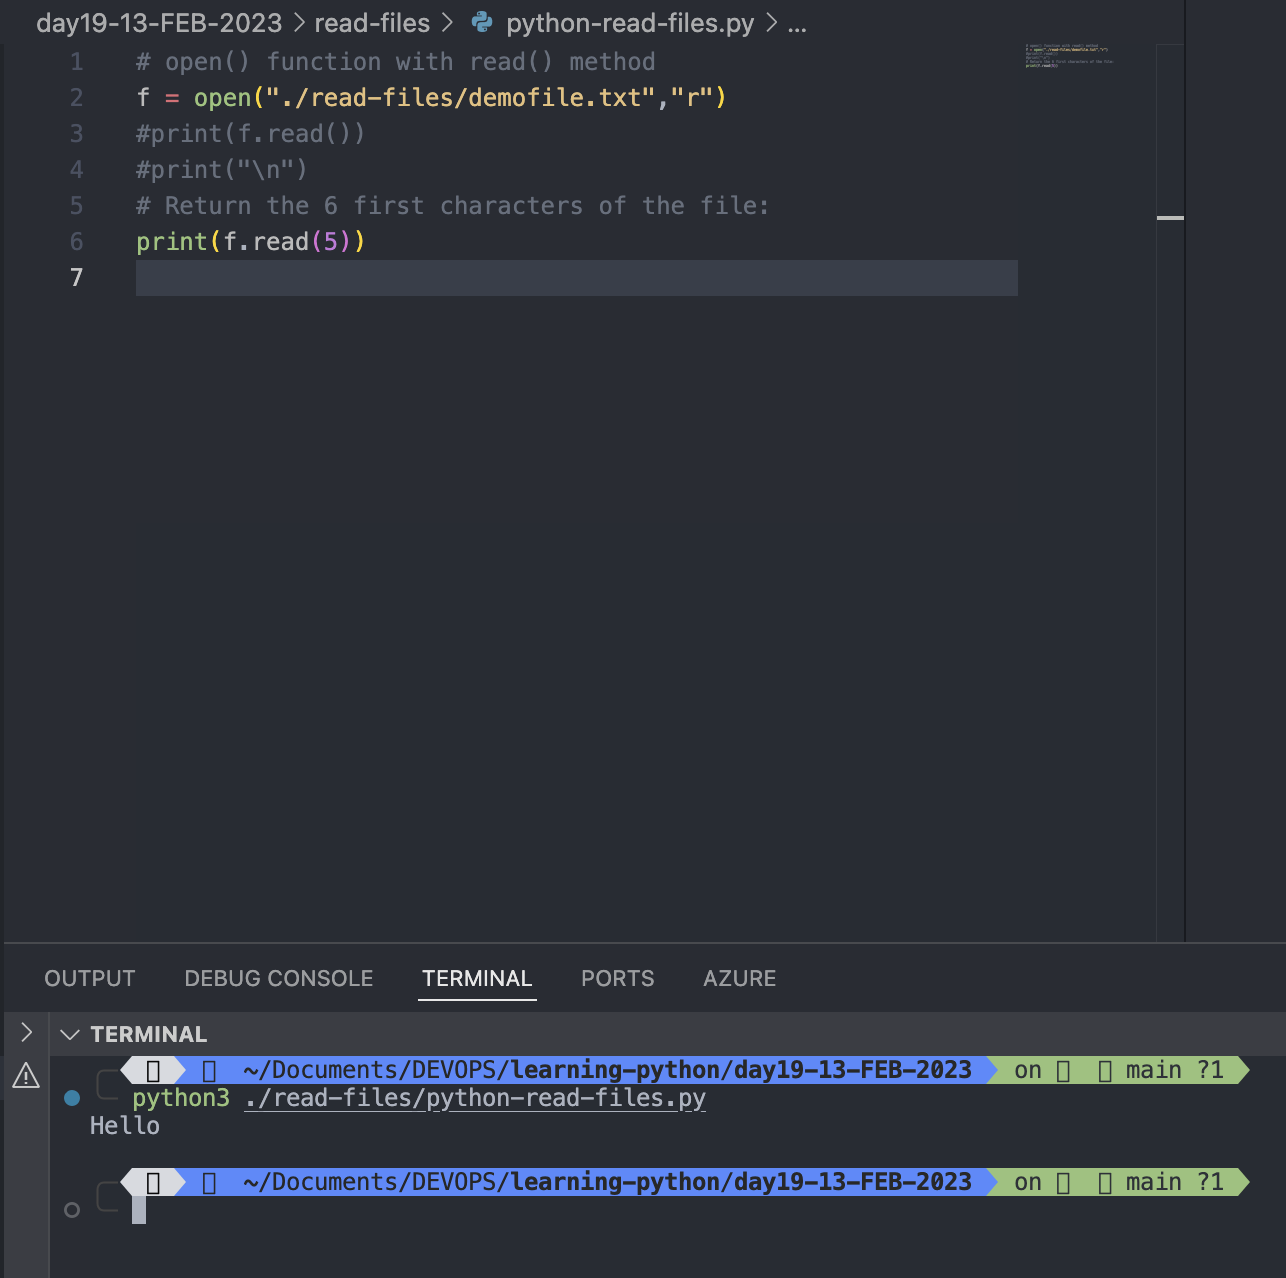 day19-13-FEB-2023 > read-files > python-read-files.py > ...
1 # open() function with read() method
2 f = open("./read-files/demofile.txt","r")
3 #print(f.read())
4 #print("\n")
5 # Return the 6 first characters of the file:
6 print(f.read(5))
7
OUTPUT DEBUG CONSOLE TERMINAL PORTS AZURE
TERMINAL
~/Documents/DEVOPS/learning-python/day19-13-FEB-2023 on main ?1
python3 ./read-files/python-read-files.py
Hello
~/Documents/DEVOPS/learning-python/day19-13-FEB-2023 on main ?1